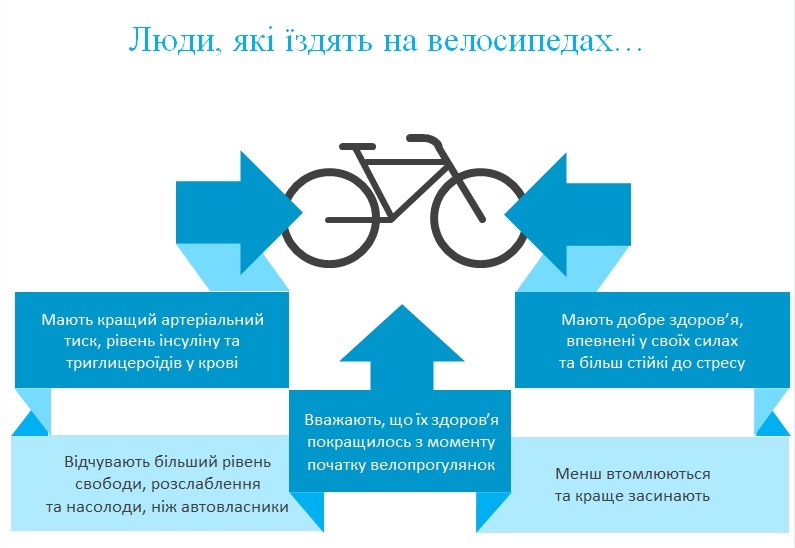 Люди, які їздять на велосипедах...
Мають кращий артеріальний
тиск, рівень інсуліну та
триглицероїдів у крові
Мають добре здоров’я,
впевнені у своїх силах
та більш стійкі до стресу
Вважають, що їх здоров’я
покращилось з моменту
початку велопрогулянок
Відчувають більший рівень
свободи, розслаблення
та насолоди, ніж автовласники
Менш втомлюються
та краще засинають